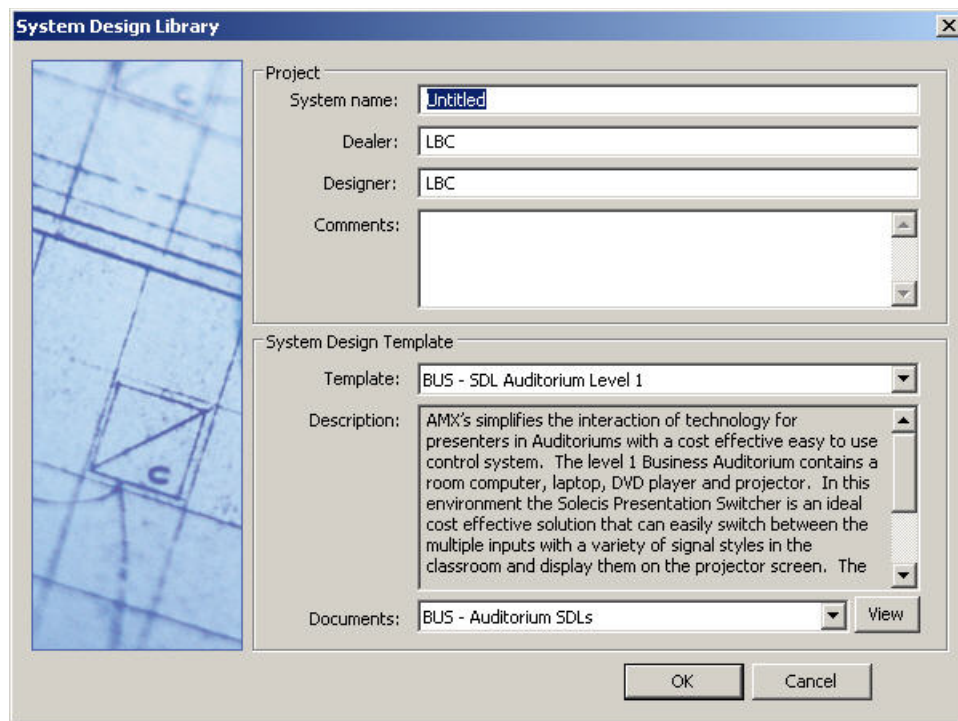 System Design Library
Project
System name: Untitled
Dealer: LBC
Designer: LBC
Comments:
System Design Template
Template: BUS - SDL Auditorium Level 1
Description: AMX's simplifies the interaction of technology for
presenters in Auditoriums with a cost effective easy to use
control system. The level 1 Business Auditorium contains a
room computer, laptop, DVD player and projector. In this
environment the Solecis Presentation Switcher is an ideal
cost effective solution that can easily switch between the
multiple inputs with a variety of signal styles in the
classroom and display them on the projector screen. The
Documents: BUS - Auditorium SDLs View
OK Cancel
C
C